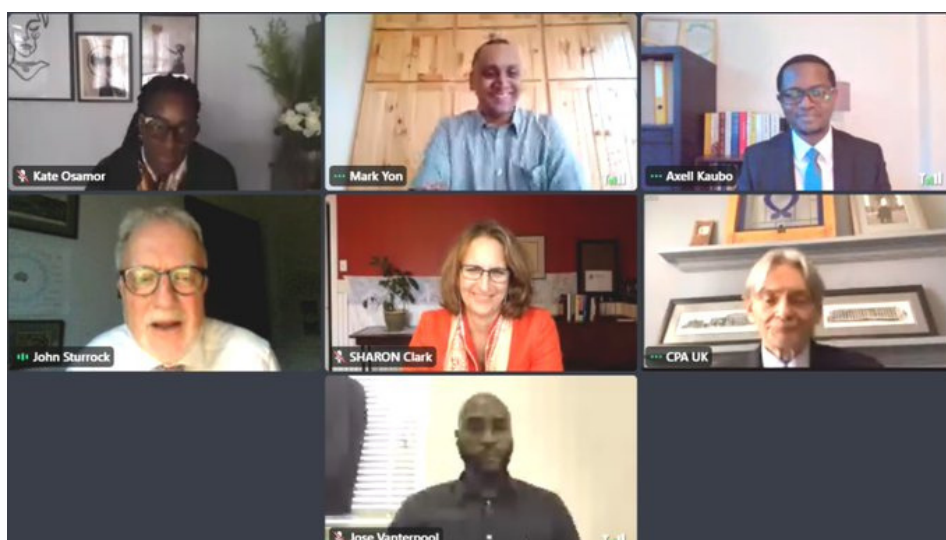 Kate Osamor
Mark Yon
Axell Kaubo
John Sturrock
SHARON Clark
CPA UK
Jose Vanterpool